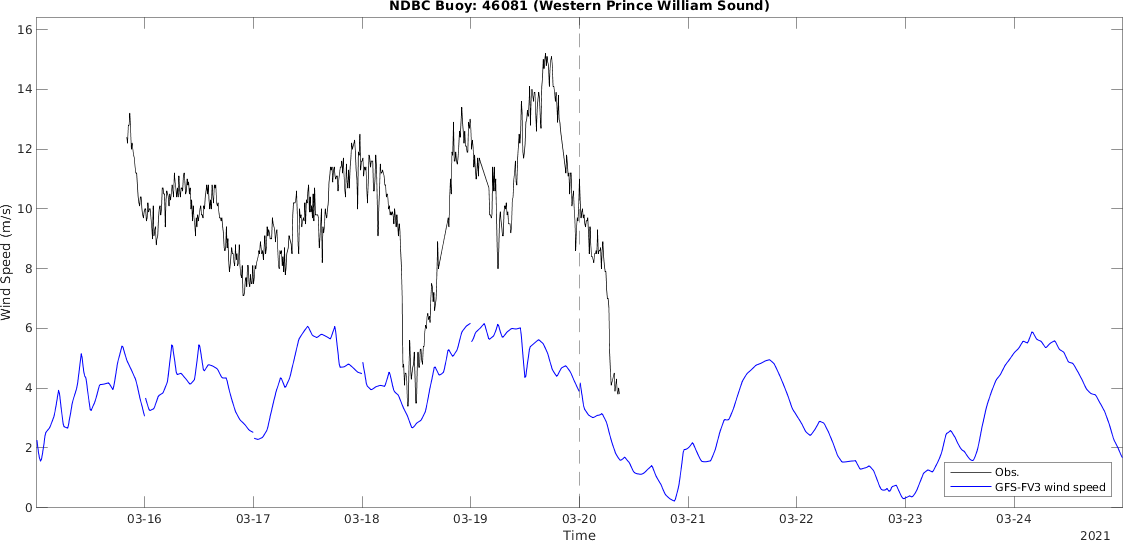 NDBC Buoy: 46081 (Western Prince William Sound)
Wind Speed (m/s)
16
14
12
10
8
6
4
2
0
03-16 03-17 03-18 03-19 03-20 03-21 03-22 03-23 03-24
Time
2021
Obs.
GFS-FV3 wind speed